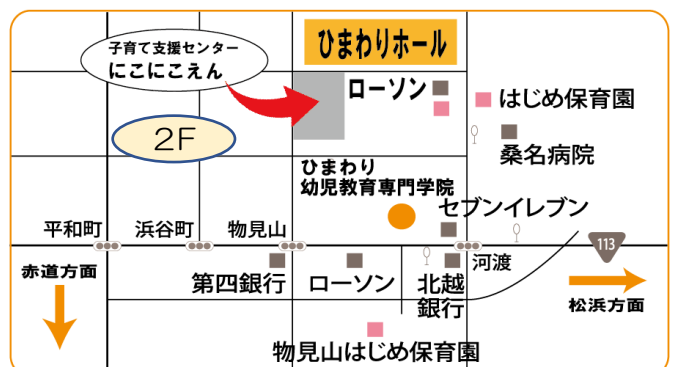 ひまわりホール
子育て支援センター
にこにこえん
ローソン
はじめ保育園
2F
桑名病院
ひまわり
幼児教育専門学院
セブンイレブン
平和町
浜谷町
物見山
113
河渡
赤道方面
第四銀行
ローソン
北越
銀行
松浜方面
物見山はじめ保育園